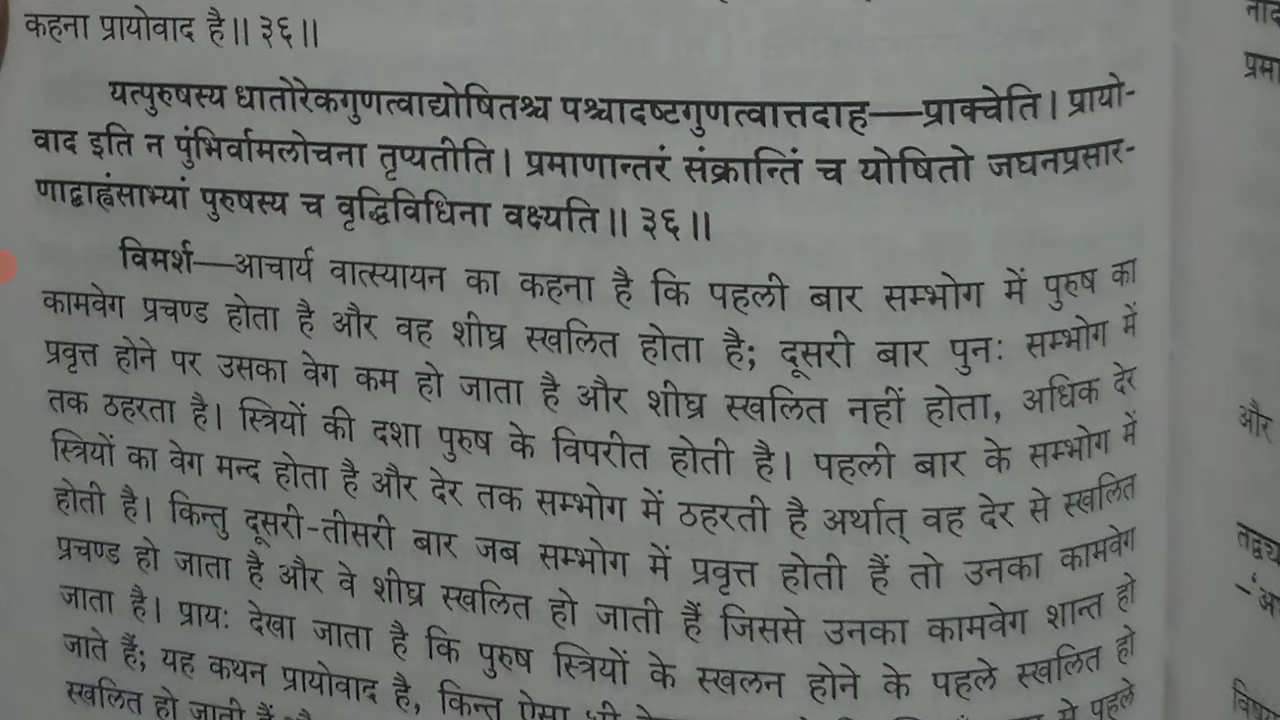 कहना प्रायोवाद है॥ ३६॥
यत्पुरुषस्य धातोरेकगुणत्वाद्योषितश्च पश्चादष्टगुणत्वात्तदाह—प्राक्चेति। प्रायो-
वाद इति न पुंभिर्वामलोचना तृप्यतीति। प्रमाणान्तरं संक्रान्तिं च योषितो जघनप्रसार-
पुरुषस्य च वृद्धिविधिना वक्ष्यति॥ ३६॥
विमर्श—आचार्य वात्स्यायन का कहना है कि पहली बार सम्भोग में पुरुष का
कामवेग प्रचण्ड होता है और वह शीघ्र स्खलित होता है; दूसरी बार पुनः सम्भोग में
प्रवृत्त होने पर उसका वेग कम हो जाता है और शीघ्र स्खलित नहीं होता, अधिक देर
तक ठहरता है। स्त्रियों की दशा पुरुष के विपरीत होती है। पहली बार के सम्भोग में
स्त्रियों का वेग मन्द होता है और देर तक सम्भोग में ठहरती है अर्थात् वह देर से स्खलित
होती है। किन्तु दूसरी-तीसरी बार जब सम्भोग में प्रवृत्त होती हैं तो उनका कामवेग
प्रचण्ड हो जाता है और वे शीघ्र स्खलित हो जाती हैं जिससे उनका कामवेग शान्त हो
जाता है। प्रायः देखा जाता है कि पुरुष स्त्रियों के स्खलन होने के पहले स्खलित हो
जाते हैं; यह कथन प्रायोवाद है, किन्तु ऐसा भी
स्खलित हो जाती हैं पहले
और